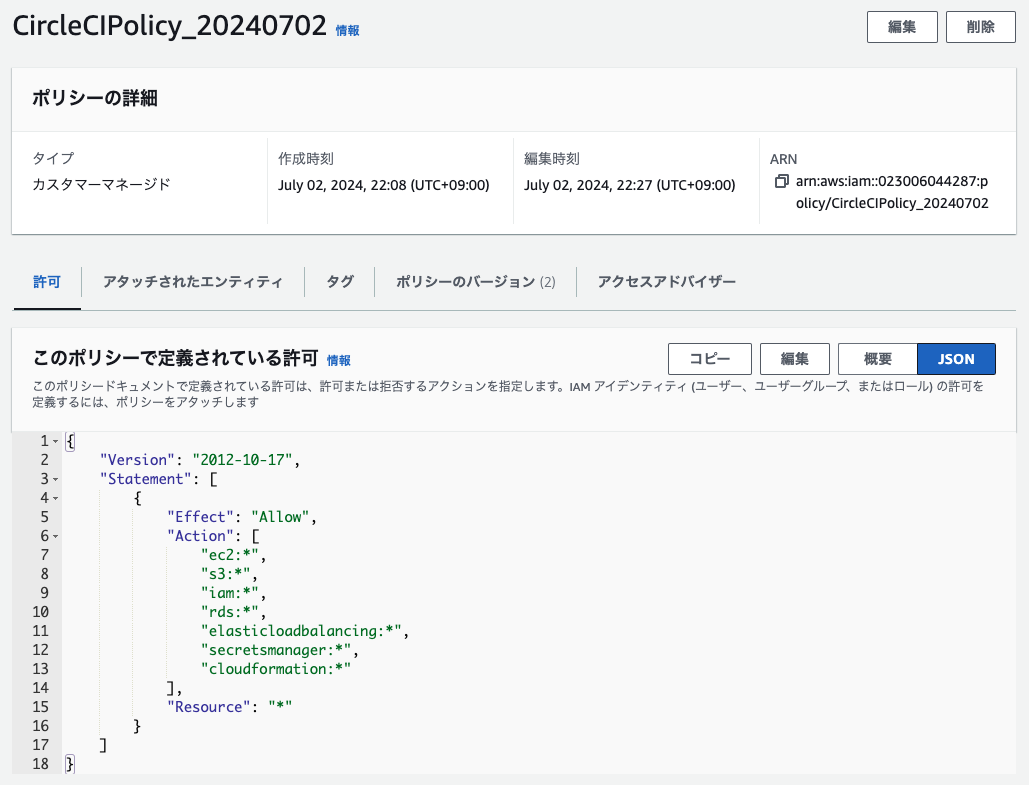 CircleCIPolicy_20240702 情報
編集
削除
ポリシーの詳細
タイプ
カスタマーマネージド
作成時刻
July 02, 2024, 22:08 (UTC+09:00)
編集時刻
July 02, 2024, 22:27 (UTC+09:00)
ARN
arn:aws:iam::023006044287:p
olicy/CircleCIPolicy_20240702
許可
アタッチされたエンティティ
タグ
ポリシーのバージョン (2)
アクセスアドバイザー
このポリシーで定義されている許可 情報
コピー
編集
概要
JSON
このポリシードキュメントで定義されている許可は、許可または拒否するアクションを指定します。IAM アイデンティティ (ユーザー、ユーザーグループ、またはロール) の許可を
定義するには、ポリシーをアタッチします
1 {
2 "Version": "2012-10-17",
3 "Statement": [
4 {
5 "Effect": "Allow",
6 "Action": [
7 "ec2:*",
8 "s3:*",
9 "iam:*",
10 "rds:*",
11 "elasticloadbalancing:*",
12 "secretsmanager:*",
13 "cloudformation:*"
14 ],
15 "Resource": "*"
16 }
17 ]
18 }